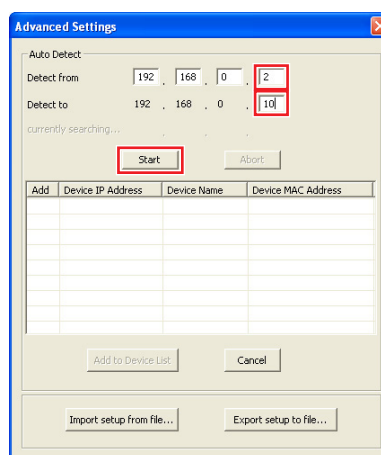 Advanced Settings
Auto Detect
Detect from 192 . 168 . 0 . 2
Detect to 192 . 168 . 0 . 10
currently searching... . . .
Start Abort
Add Device IP Address Device Name Device MAC Address
Add to Device List Cancel
Import setup from file... Export setup to file...